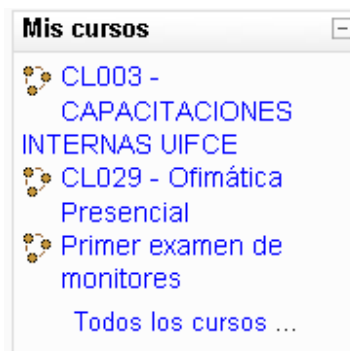 Mis cursos
CL003 -
CAPACITACIONES
INTERNAS UIFCE
CL029 - Ofimática
Presencial
Primer examen de
monitores
Todos los cursos ...